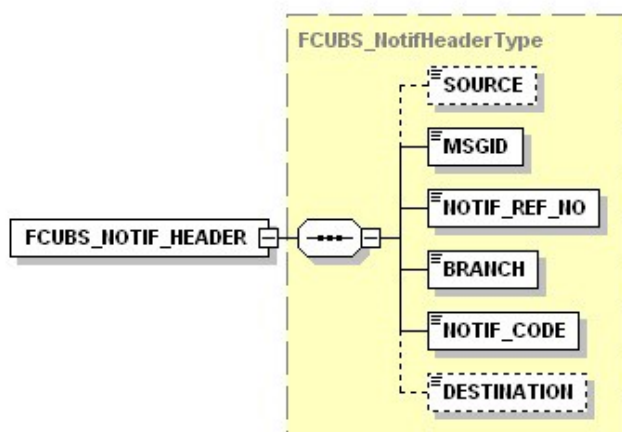 FCUBS_NotifHeaderType
SOURCE
MSGID
NOTIF_REF_NO
FCUBS_NOTIF_HEADER
BRANCH
NOTIF_CODE
DESTINATION